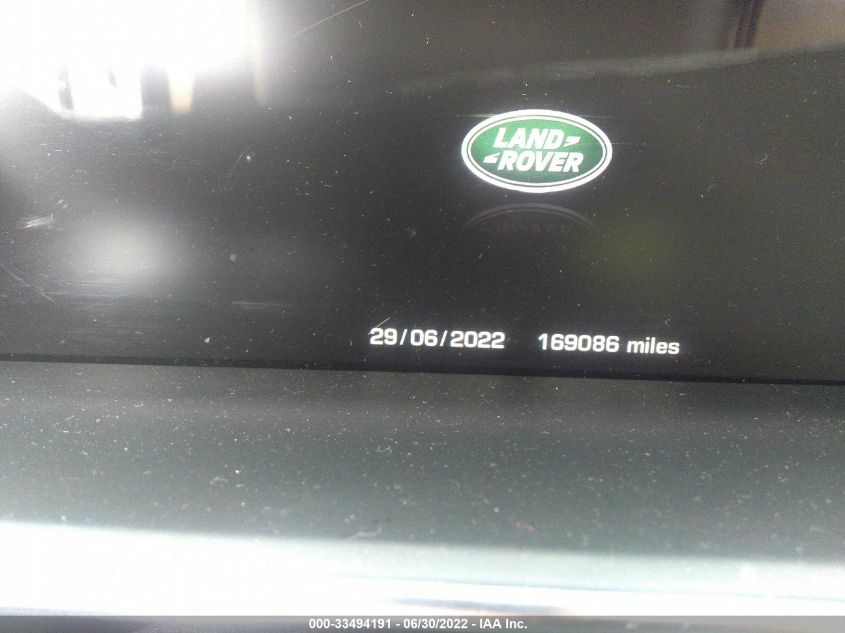 LAND
ROVER
29/06/2022 169086 miles
000-33494191 - 06/30/2022 - IAA Inc.